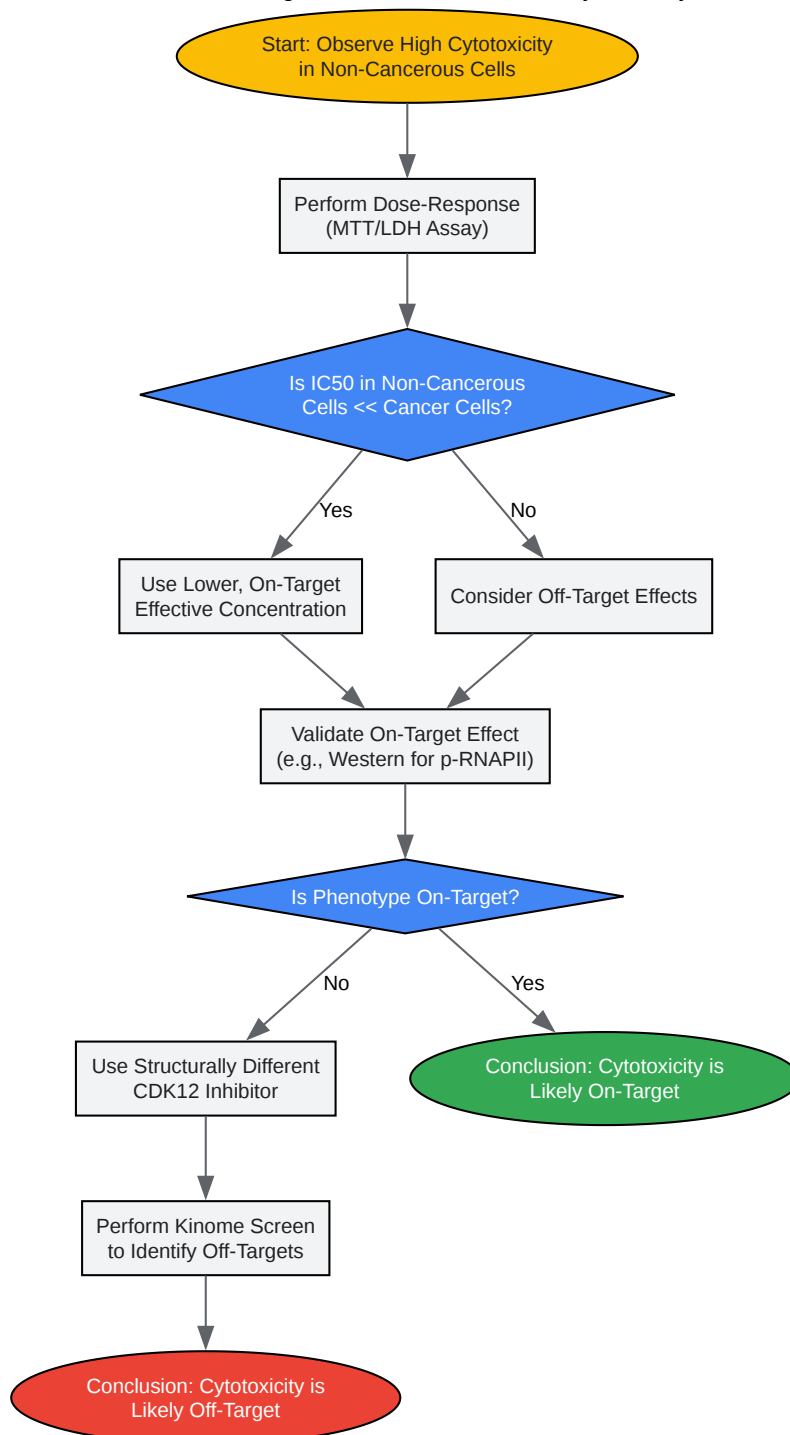 Start: Observe High Cytotoxicity
in Non-Cancerous Cells
Perform Dose-Response
(MTT/LDH Assay)
Is IC50 in Non-Cancerous
Cells << Cancer Cells?
Yes
No
Use Lower, On-Target
Effective Concentration
Consider Off-Target Effects
Validate On-Target Effect
(e.g., Western for p-RNAPII)
Is Phenotype On-Target?
No
Yes
Use Structurally Different
CDK12 Inhibitor
Conclusion: Cytotoxicity is
Likely On-Target
Perform Kinome Screen
to Identify Off-Targets
Conclusion: Cytotoxicity is
Likely Off-Target